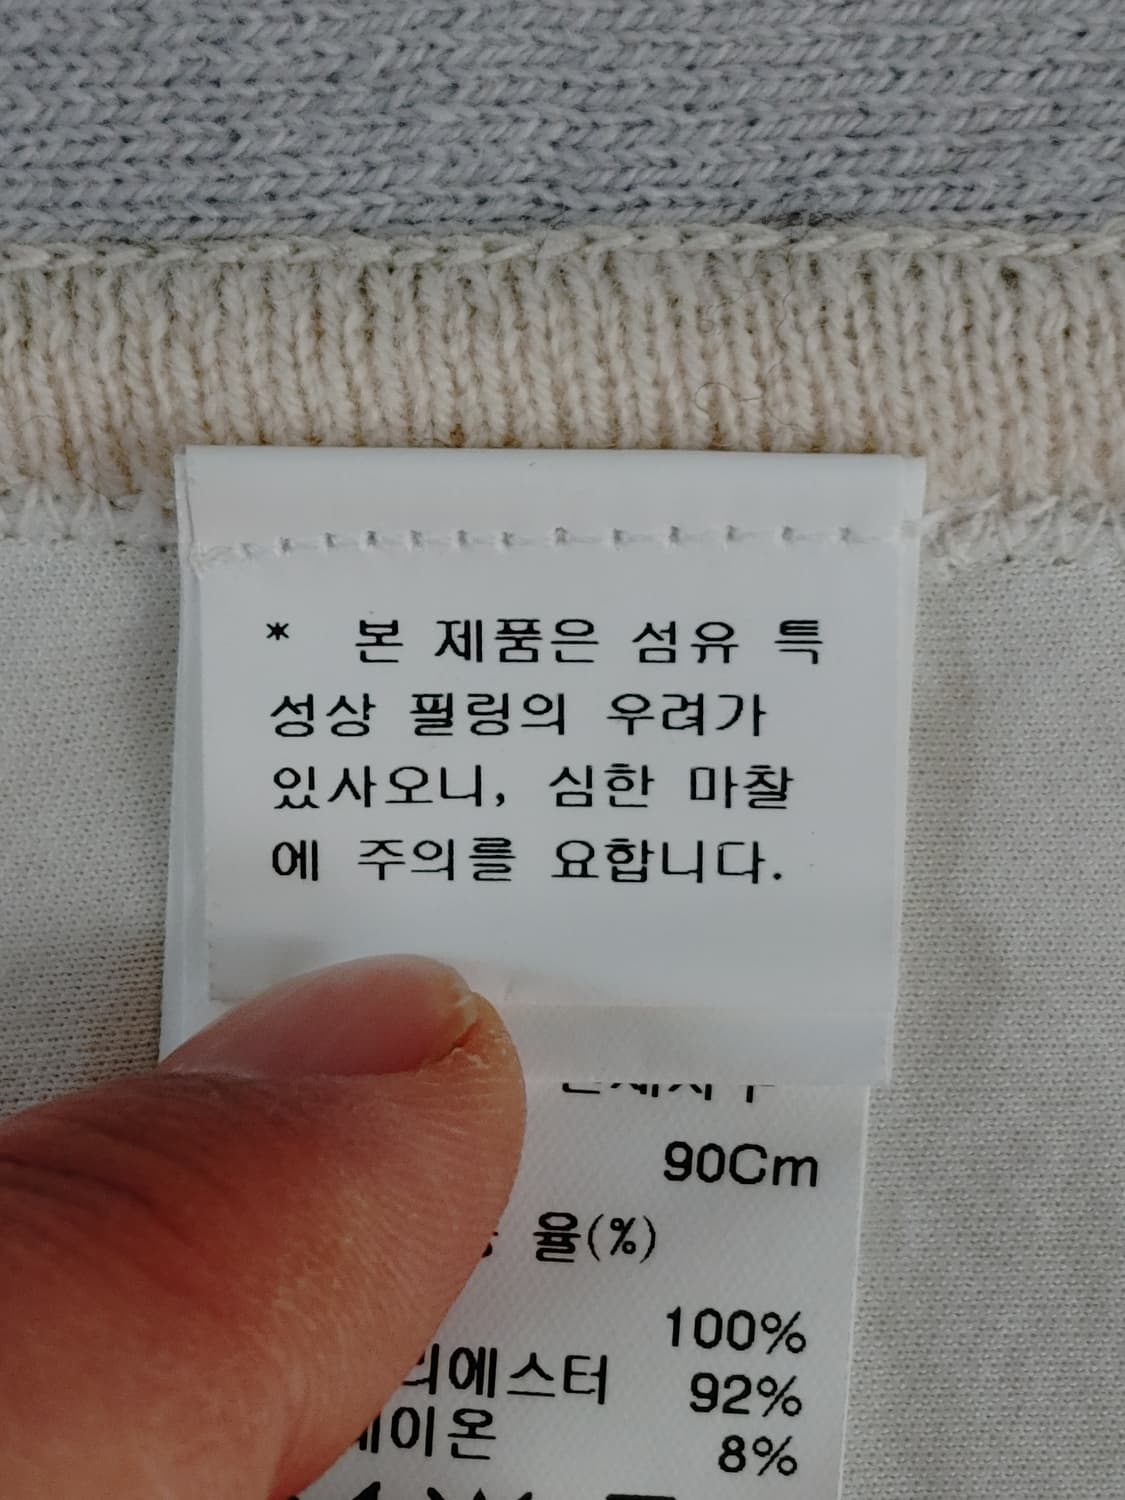 * 본 제품은 섬유 특
성상 필링의 우려가
있사오니, 심한 마찰
에 주의를 요합니다.
90Cm
율(%)
100%
92%
8%